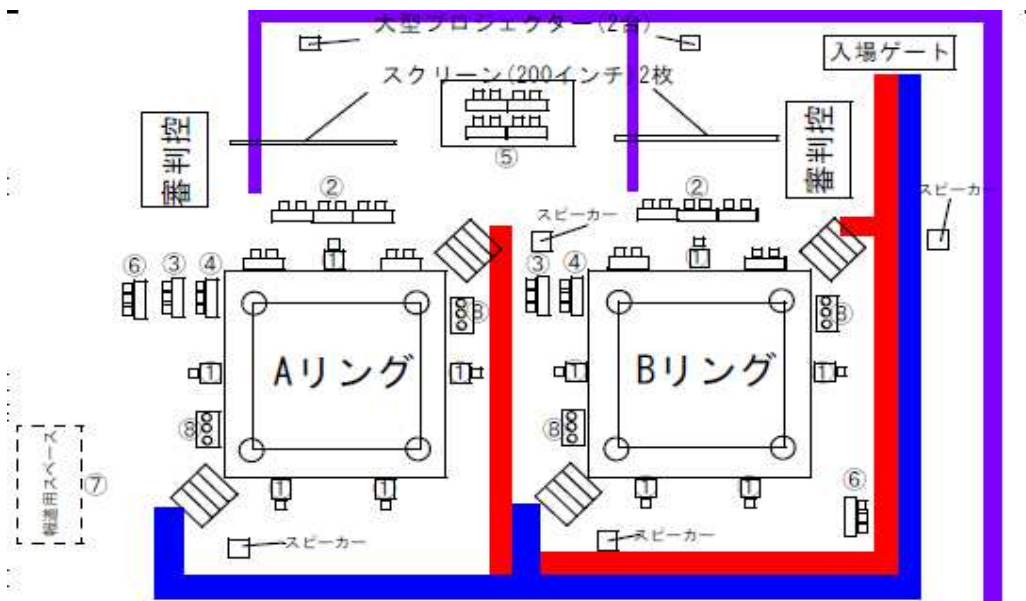 大型プロジェクター(2台)
入場ゲート
スクリーン(200インチ)2枚
審判控
審判控
⑤
②
②
スピーカー
スピーカー
⑥
③
④
①
③
④
①
⑧
⑧
Aリング
Bリング
①
①
①
①
⑧
⑧
報道用スペース
⑦
①
①
①
①
⑥
スピーカー
スピーカー